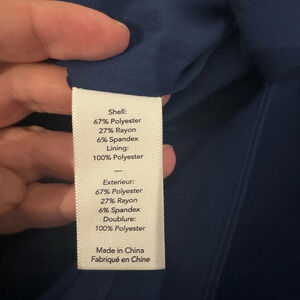 Shell:
67% Polyester
27% Rayon
6% Spandex
Lining:
100% Polyester
—
Exterieur:
67% Polyester
27% Rayon
6% Spandex
Doublure:
100% Polyester
Made in China
Fabriqué en Chine